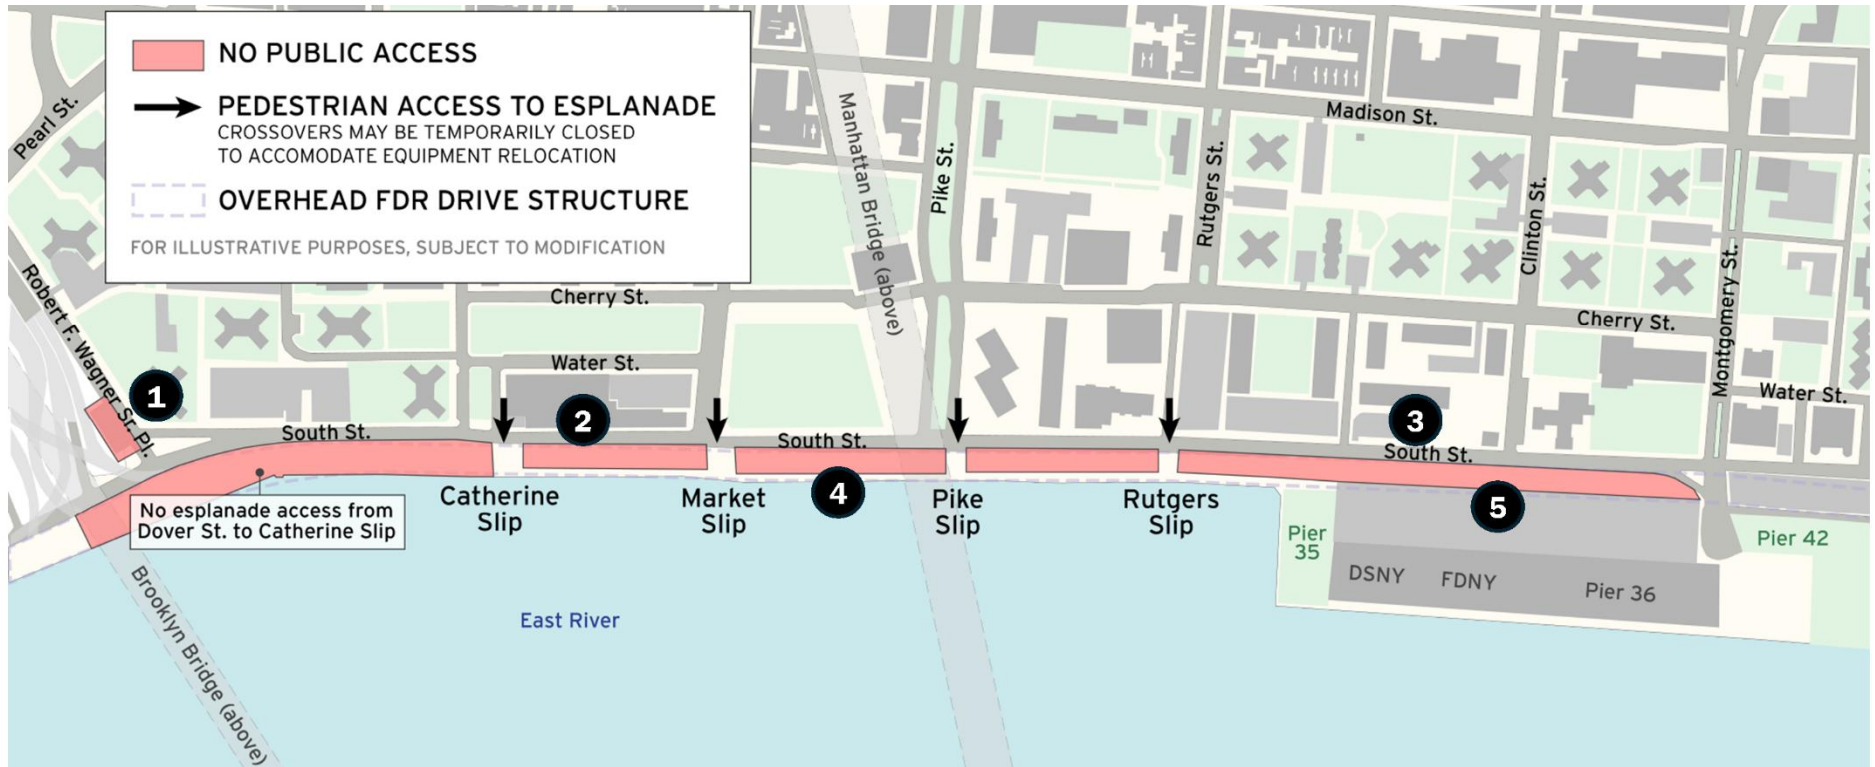 NO PUBLIC ACCESS
PEDESTRIAN ACCESS TO ESPLANADE
CROSSOVERS MAY BE TEMPORARILY CLOSED
TO ACCOMODATE EQUIPMENT RELOCATION
OVERHEAD FDR DRIVE STRUCTURE
FOR ILLUSTRATIVE PURPOSES, SUBJECT TO MODIFICATION
Pearl St.
Robert F. Wagner Sr. Pl.
Manhattan Bridge (above)
Pike St.
Rutgers St.
Madison St.
Clinton St.
Montgomery St.
Cherry St.
Cherry St.
Water St.
Water St.
1
2
3
South St.
South St.
South St.
4
5
No esplanade access from
Dover St. to Catherine Slip
Catherine
Slip
Market
Slip
Pike
Slip
Rutgers
Slip
Pier
35
Pier 42
DSNY
FDNY
Pier 36
Brooklyn Bridge (above)
East River